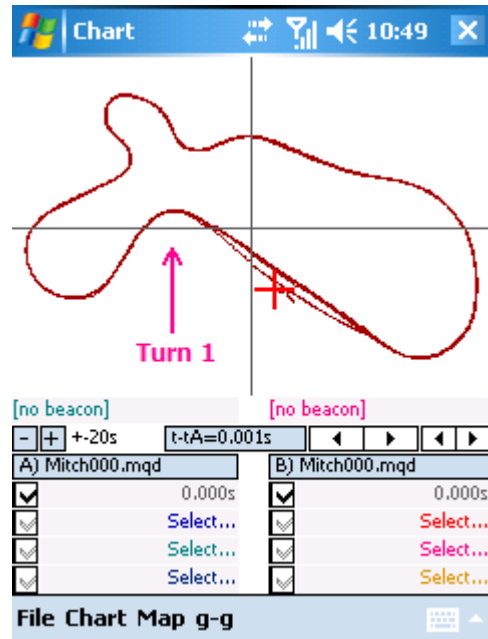 Chart 10:49
Turn 1
[no beacon] [no beacon]
- + +-20s t-tA=0.001s
A) Mitch000.mqd B) Mitch000.mqd
0.000s 0.000s
Select... Select...
Select... Select...
Select... Select...
File Chart Map g-g